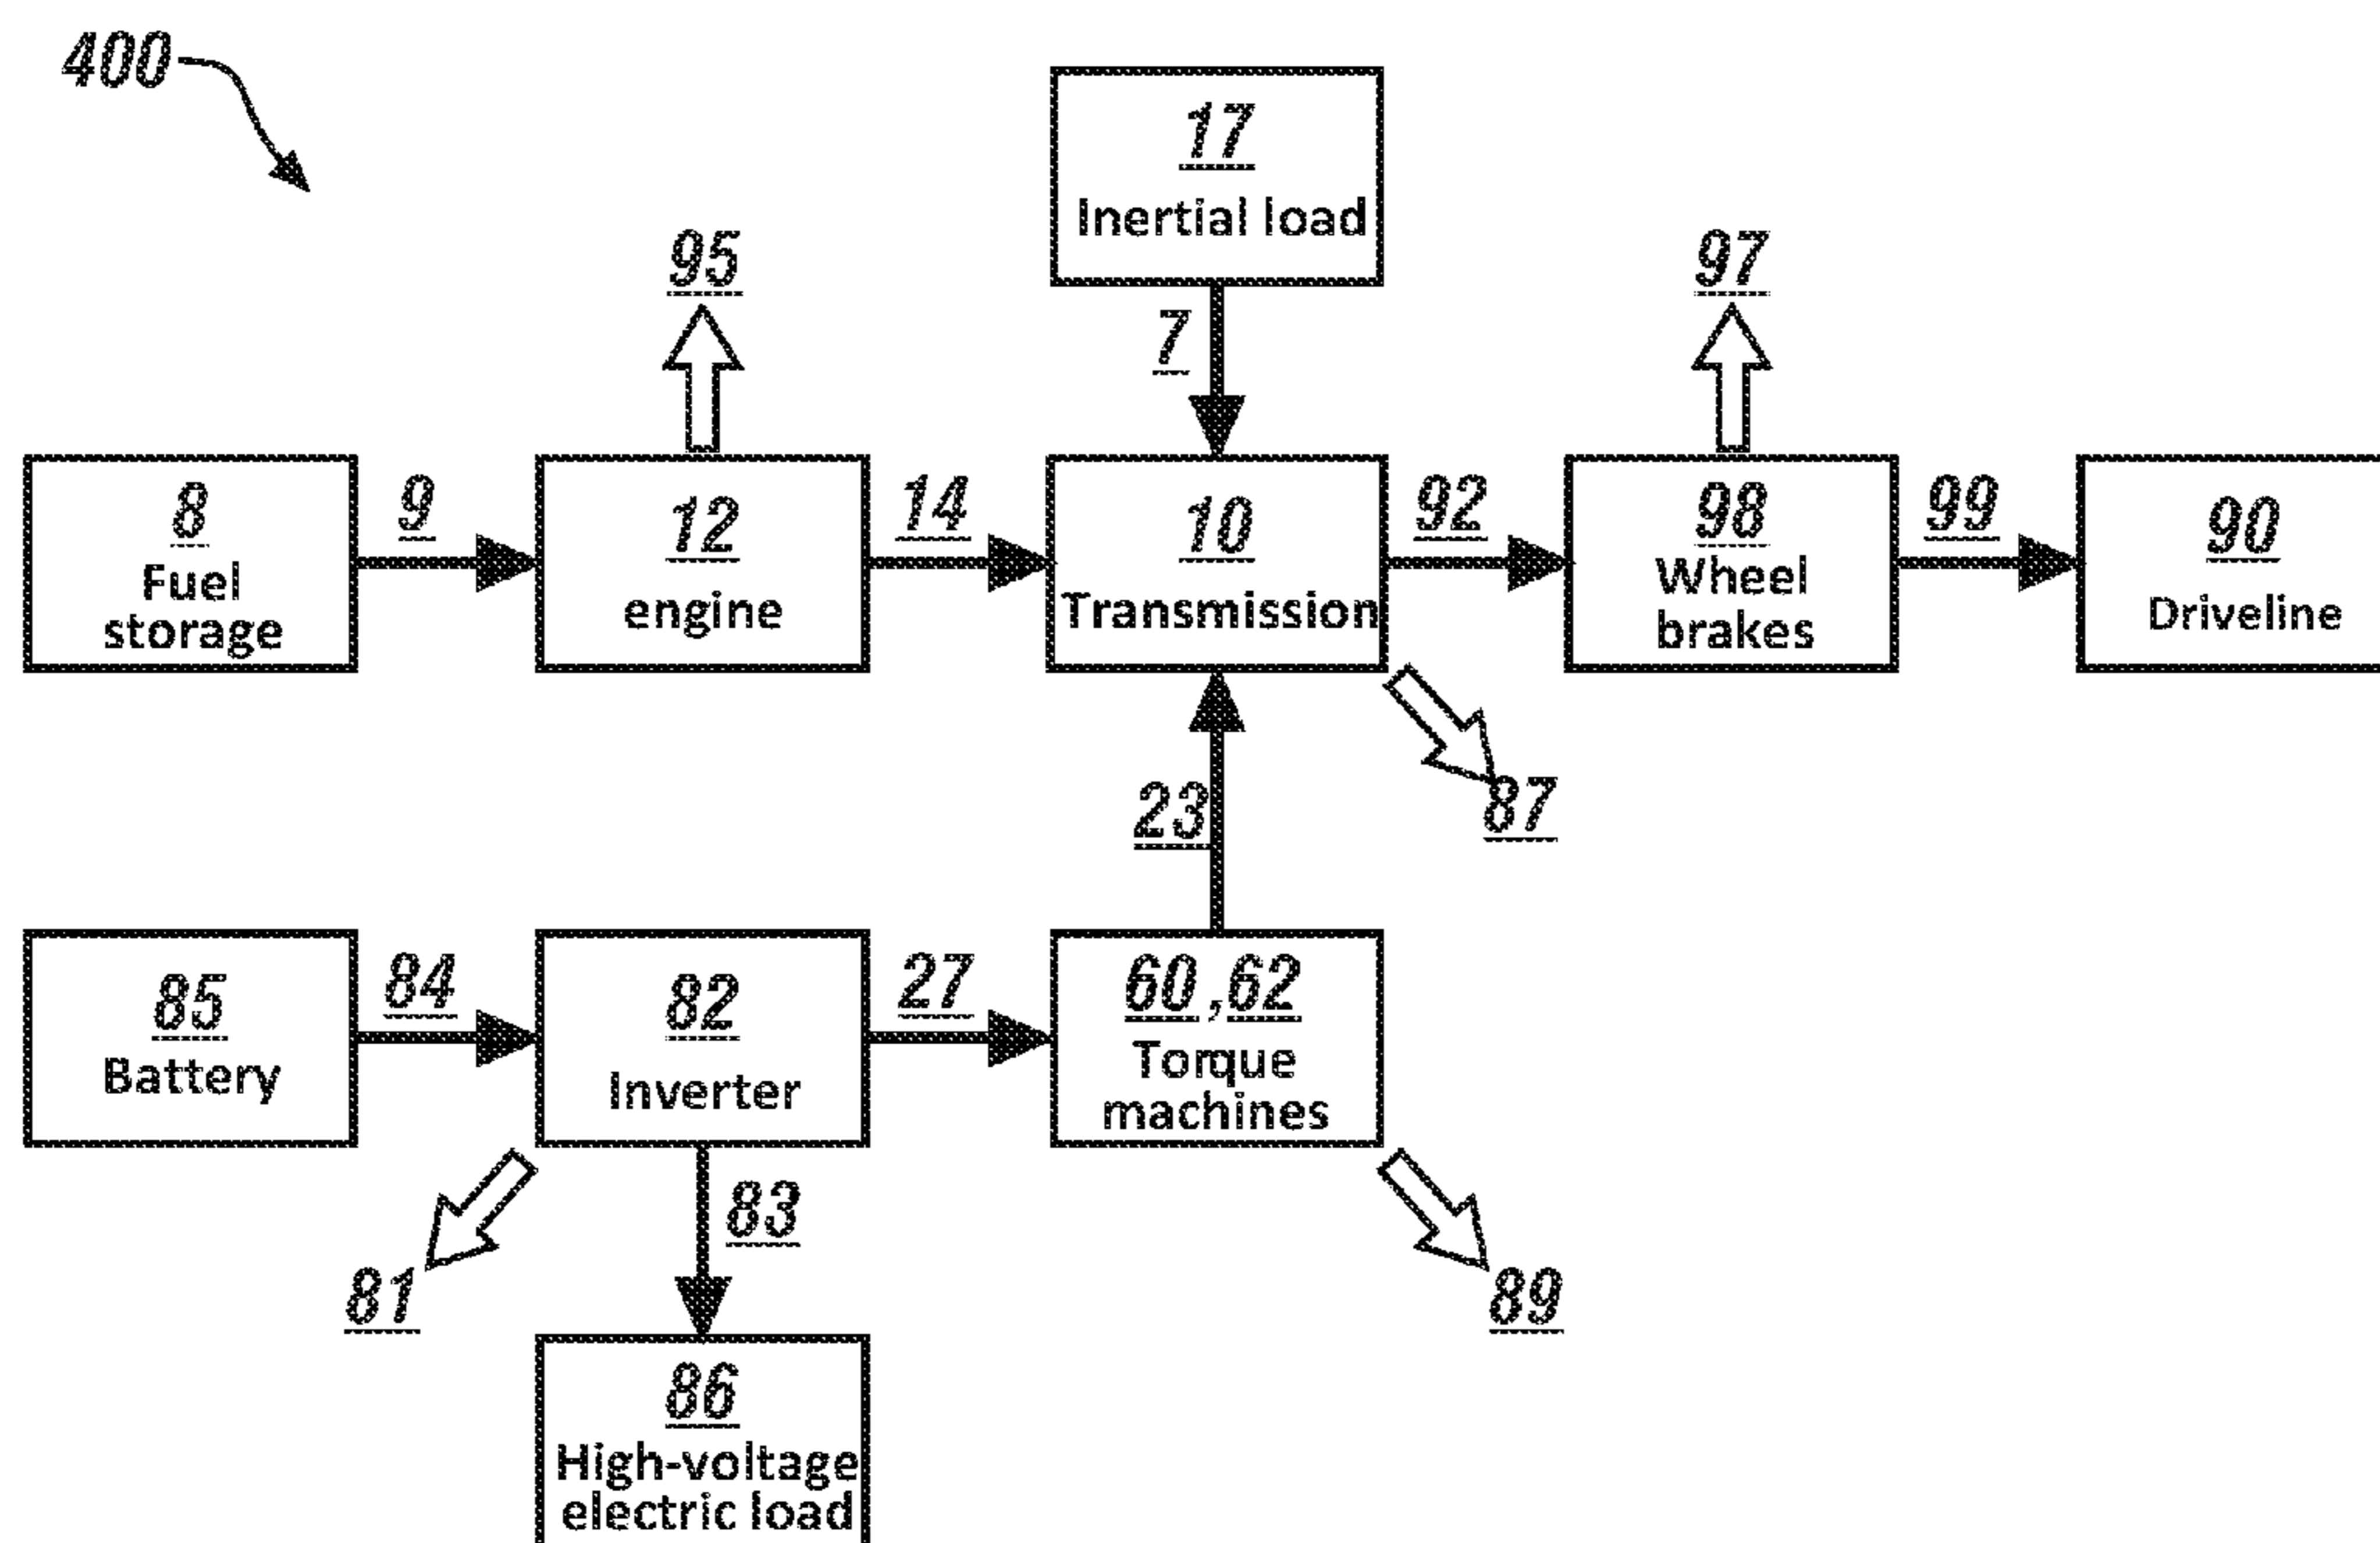 400
17
Inertial load
95
7
97
8
Fuel
storage
9
12
engine
14
10
Transmission
92
98
Wheel
brakes
99
90
Driveline
87
23
85
Battery
84
82
Inverter
27
60,62
Torque
machines
81
83
89
86
High-voltage
electric load